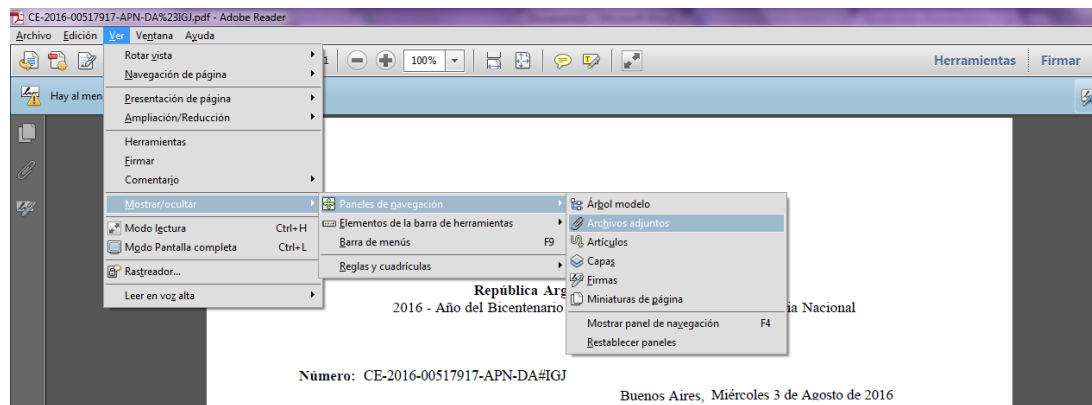 CE-2016-00517917-APN-DA%23IGJ.pdf - Adobe Reader
Archivo Edición Ver Ventana Ayuda
1 100% Herramientas Firmar
Hay al men
Rotar vista
Navegación de página
Presentación de página
Ampliación/Reducción
Herramientas
Firmar
Comentario
Mostrar/ocultar
Modo lectura Ctrl+H
Modo Pantalla completa Ctrl+L
Rastreador...
Leer en voz alta
Paneles de navegación
Elementos de la barra de herramientas
Barra de menús F9
Reglas y cuadrículas
Árbol modelo
Archivos adjuntos
Artículos
Capas
Firmas
Miniaturas de página
Mostrar panel de navegación F4
Restablecer paneles
República Arg
2016 - Año del Bicentenario ia Nacional
Número: CE-2016-00517917-APN-DA#IGJ
Buenos Aires, Miércoles 3 de Agosto de 2016